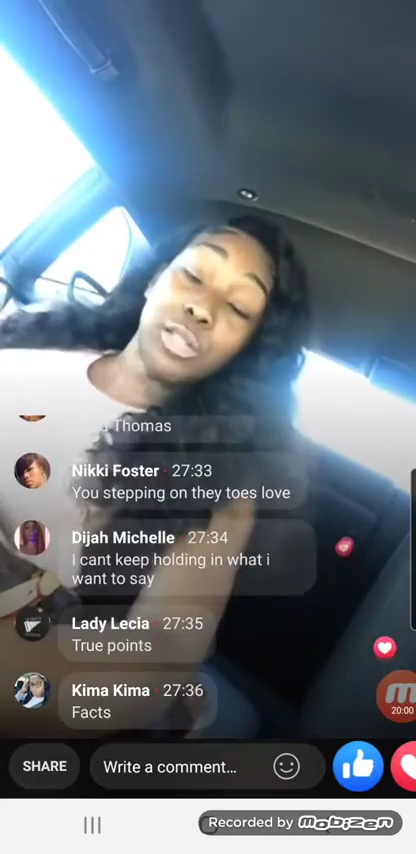 Thomas
Nikki Foster · 27:33
You stepping on they toes love
Dijah Michelle · 27:34
I cant keep holding in what i
want to say
Lady Lecia · 27:35
True points
Kima Kima · 27:36
Facts
20:00
SHARE
Write a comment...
Recorded by mobizen